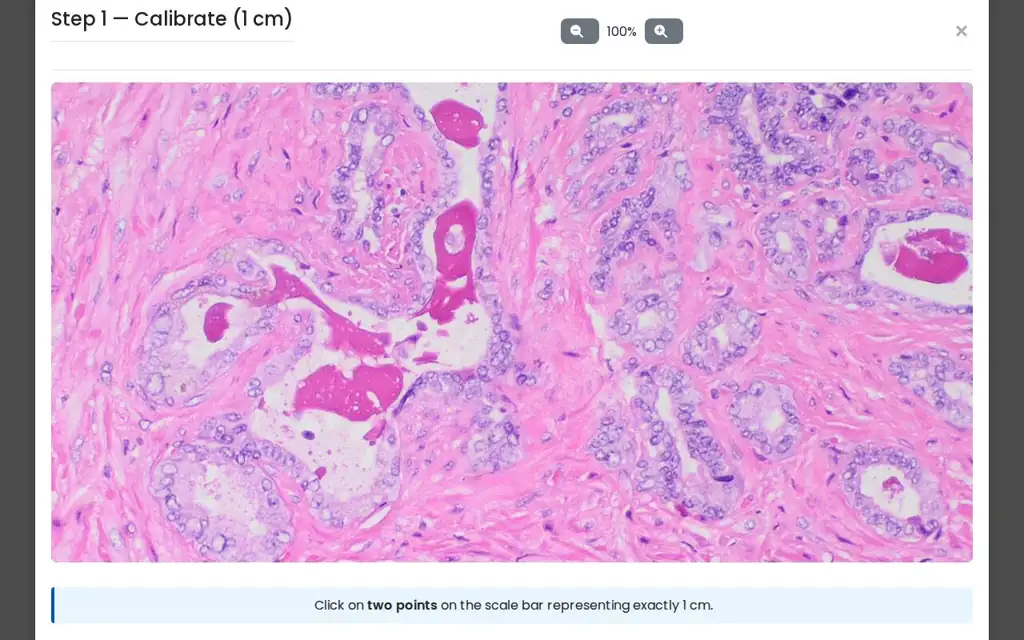 Step 1 — Calibrate (1 cm)
100%
Click on two points on the scale bar representing exactly 1 cm.